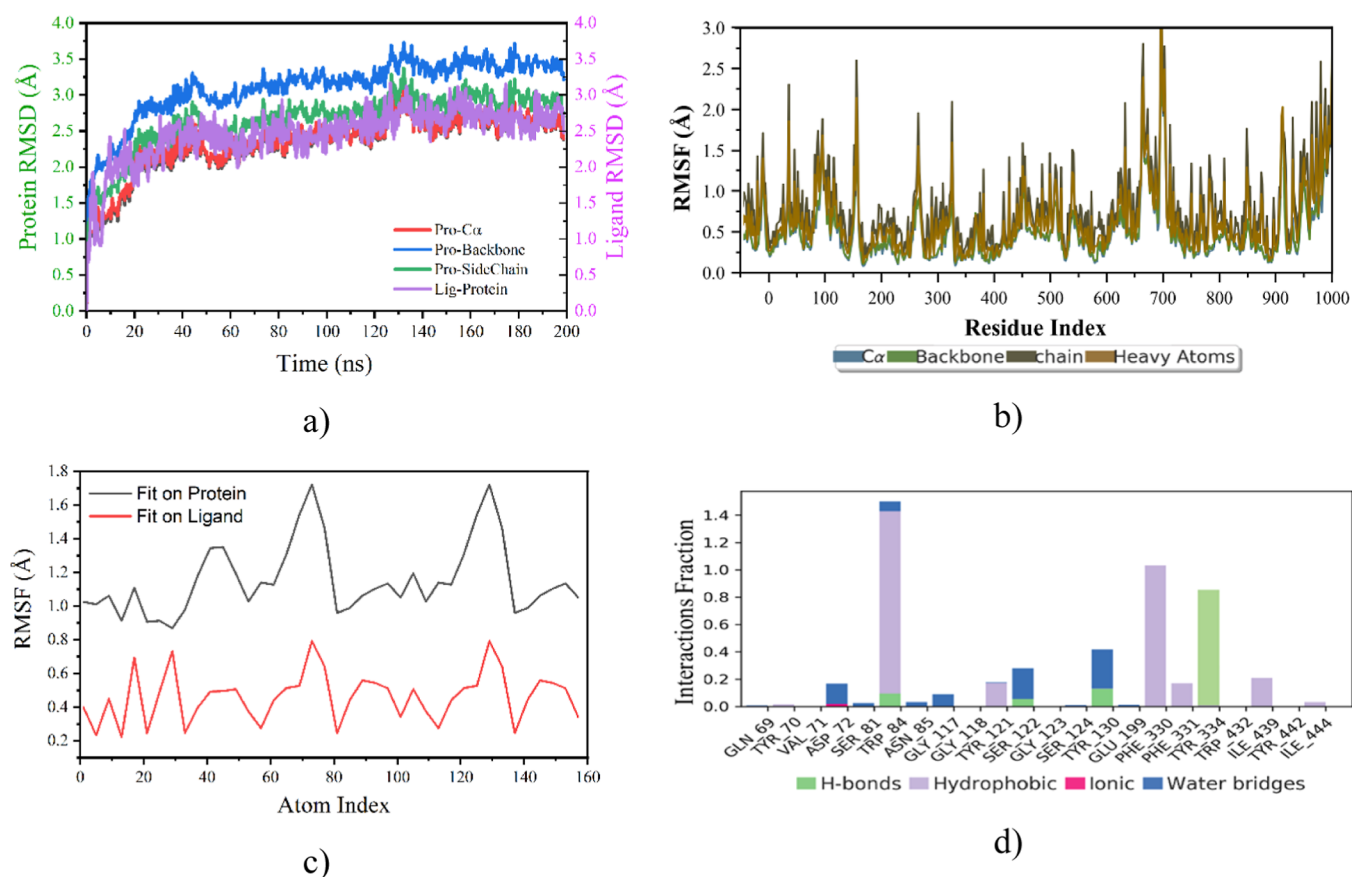 4.0
3.5
3.0
2.5
2.0
1.5
1.0
0.5
0.0
Protein RMSD (Å)
4.0
3.5
3.0
2.5
2.0
1.5
1.0
0.5
0.0
Ligand RMSD (Å)
Pro-Cα
Pro-Backbone
Pro-SideChain
Lig-Protein
0 20 40 60 80 100 120 140 160 180 200
Time (ns)
a)
3.0
2.5
2.0
1.5
1.0
0.5
0.0
RMSF (Å)
0 100 200 300 400 500 600 700 800 900 1000
Residue Index
Cα Backbone chain Heavy Atoms
b)
1.8
1.6
1.4
1.2
1.0
0.8
0.6
0.4
0.2
RMSF (Å)
Fit on Protein
Fit on Ligand
0 20 40 60 80 100 120 140 160
Atom Index
c)
1.4
1.2
1.0
0.8
0.6
0.4
0.2
0.0
Interactions Fraction
GLN_69
TYR_70
VAL_71
ASP_72
SER_81
TRP_84
ASN_85
GLY_117
GLY_118
TYR_121
SER_122
GLY_123
SER_124
TYR_130
GLU_199
PHE_330
PHE_331
TYR_334
TRP_432
ILE_439
TYR_442
ILE_444
H-bonds Hydrophobic Ionic Water bridges
d)